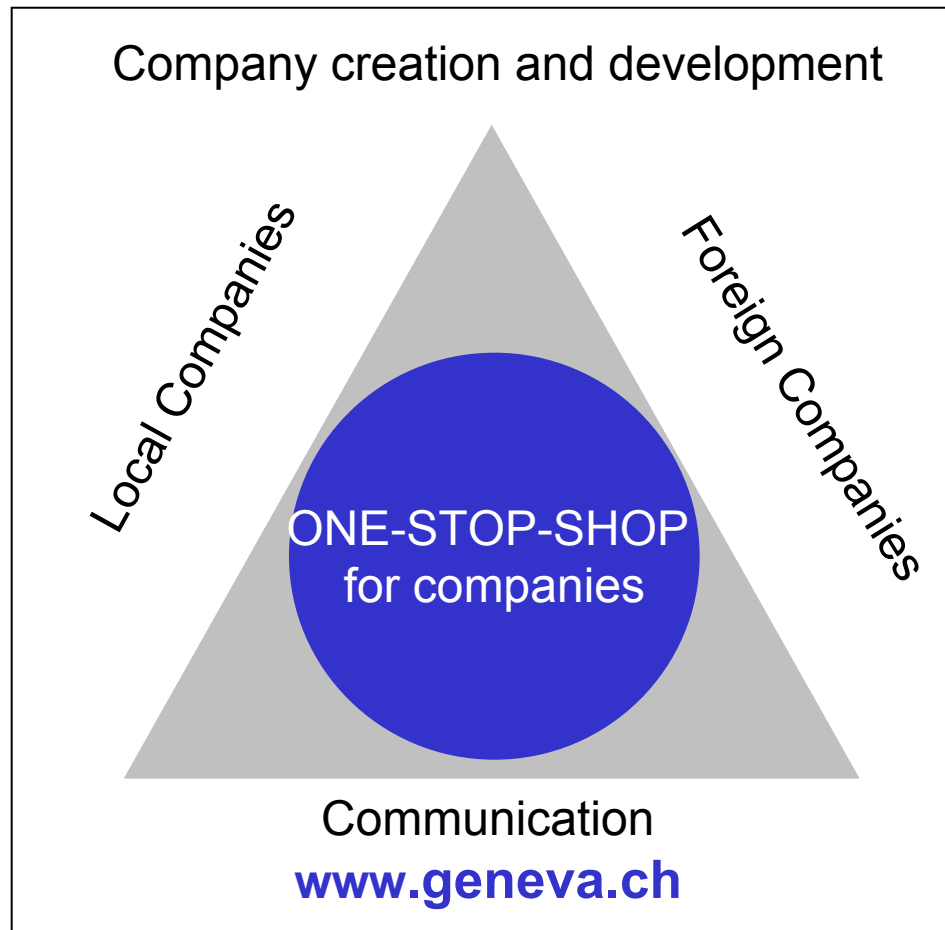 Company creation and development
Local Companies
Foreign Companies
ONE-STOP-SHOP
for companies
Communication
www.geneva.ch